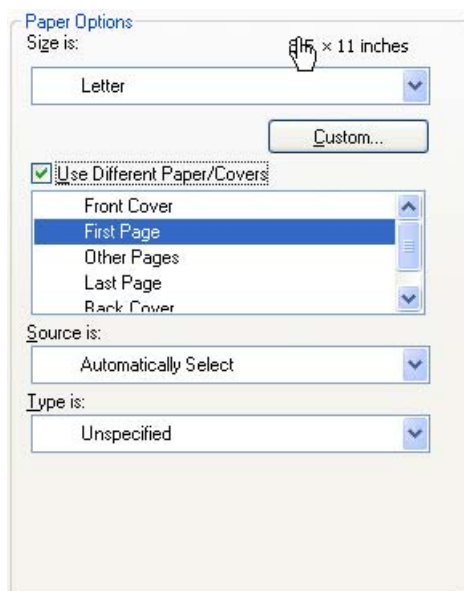 Paper Options
Size is:
× 11 inches
Letter
Custom...
Use Different Paper/Covers
Front Cover
First Page
Other Pages
Last Page
Back Cover
Source is:
Automatically Select
Type is:
Unspecified